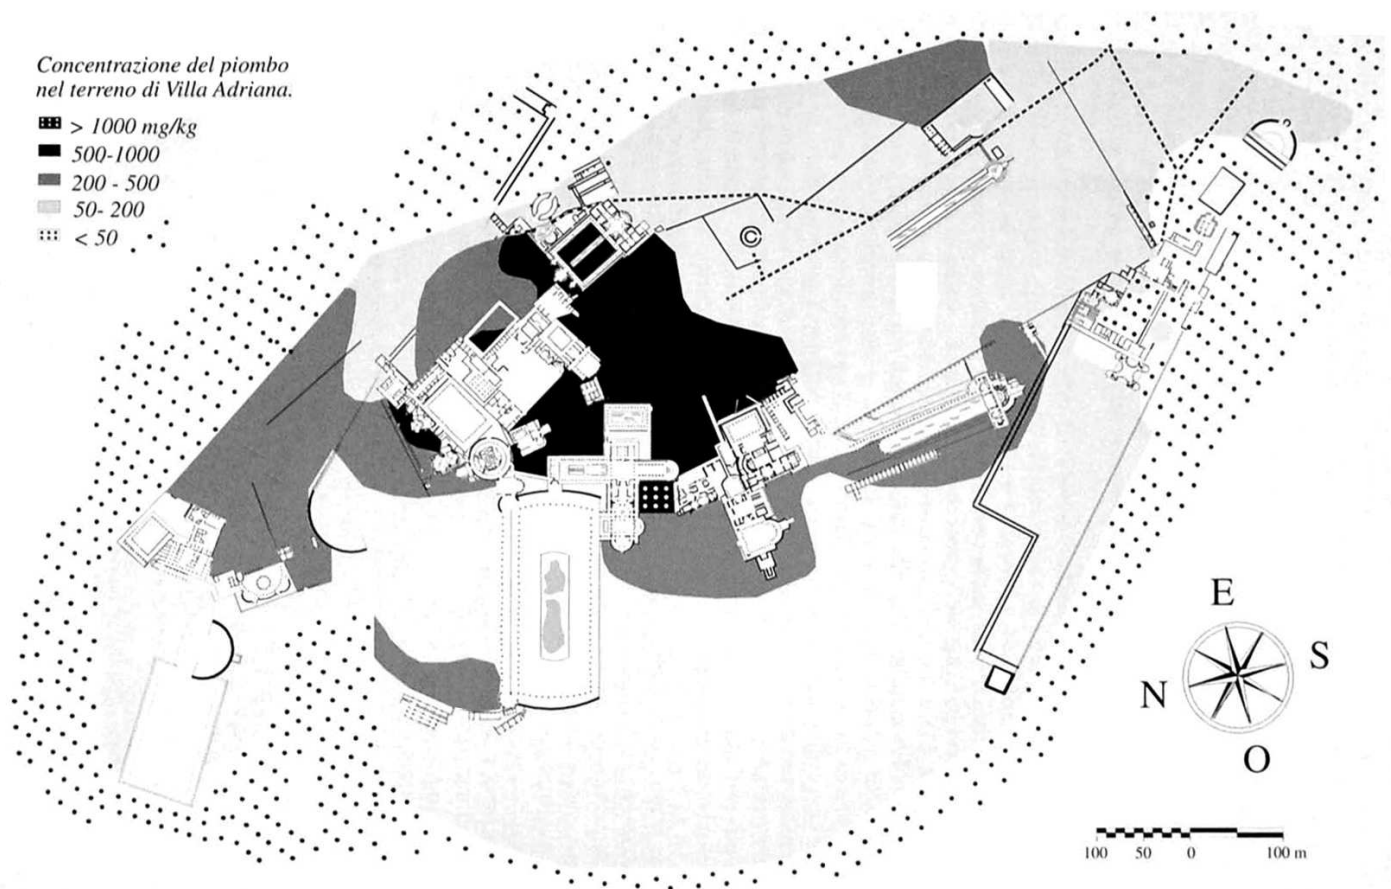 Concentrazione del piombo
nel terreno di Villa Adriana.
> 1000 mg/kg
500-1000
200 - 500
50- 200
< 50
©
E
S
N
O
100 50 0 100 m